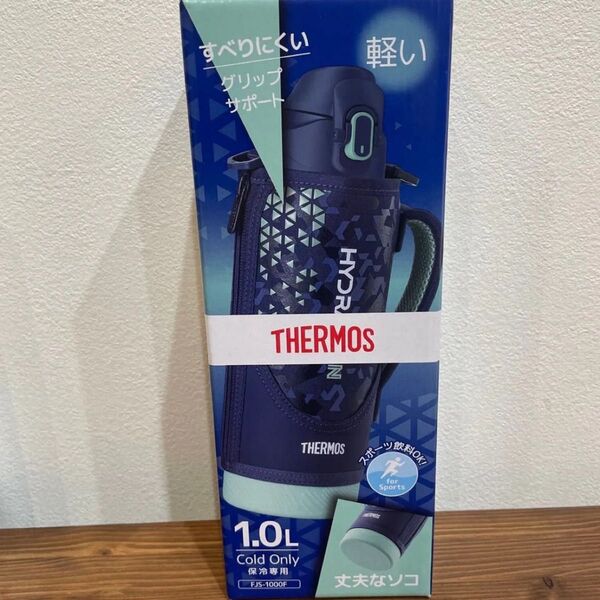 すべりにくい
グリップ
サポート
軽い
HYDRA
THERMOS
THERMOS
スポーツ飲料OK!
for
Sports
1.0L
Cold Only
保冷専用
FJS-1000F
丈夫なソコ